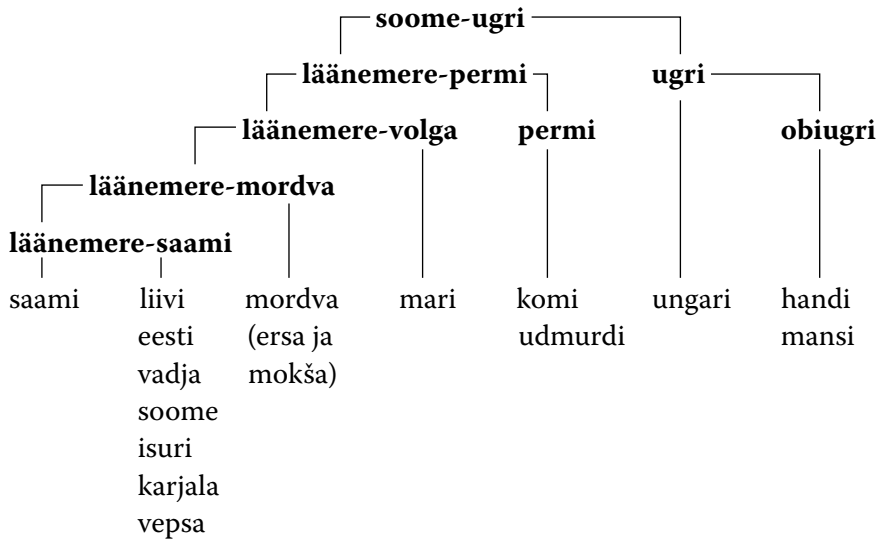 soome-ugri
läänemere-permi ugri
läänemere-volga permi obiugri
läänemere-mordva
läänemere-saami
saami liivi mordva mari komi ungari handi
eesti (ersa ja udmurdi mansi
vadja mokša)
soome
isuri
karjala
vepsa